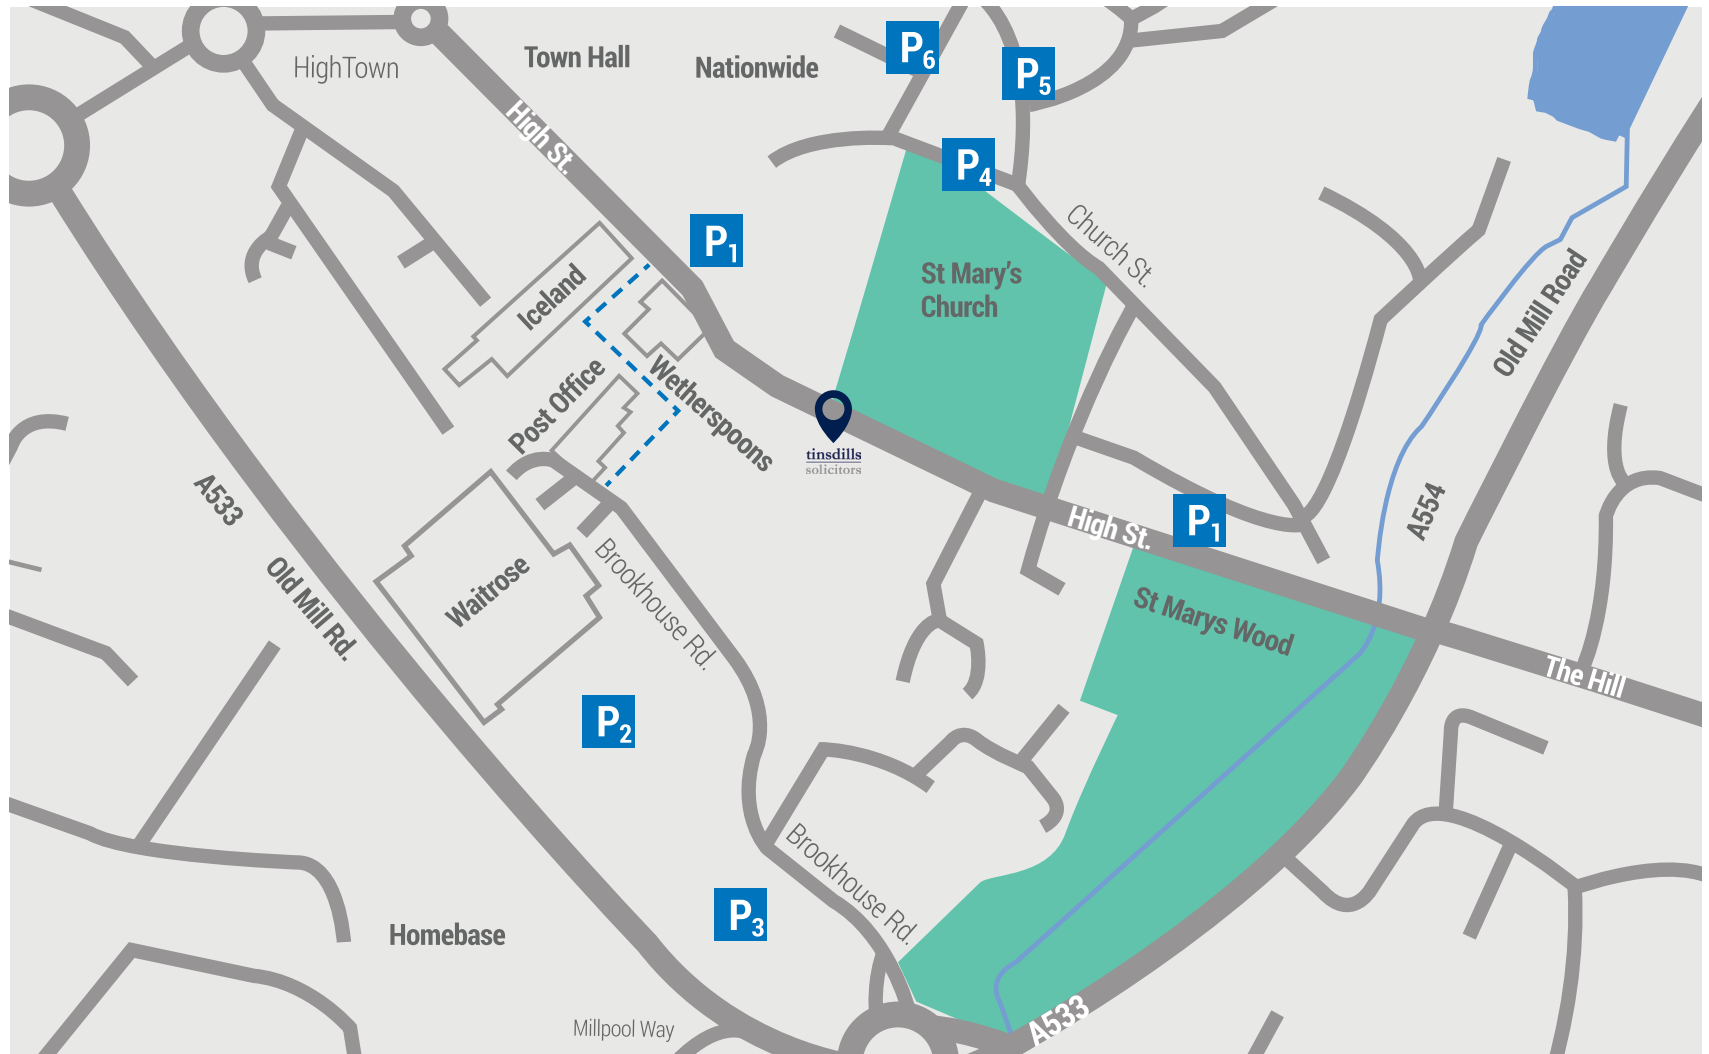 HighTown
Town Hall
Nationwide
P6
P5
High St.
P4
P1
Church St.
St Mary's
Church
Iceland
Old Mill Road
Post Office
Wetherspoons
tinsdills
solicitors
A533
A554
P1
High St.
Waitrose
Brookhouse Rd.
Old Mill Rd.
St Marys Wood
The Hill
P2
Brookhouse Rd.
P3
Homebase
Millpool Way
A533